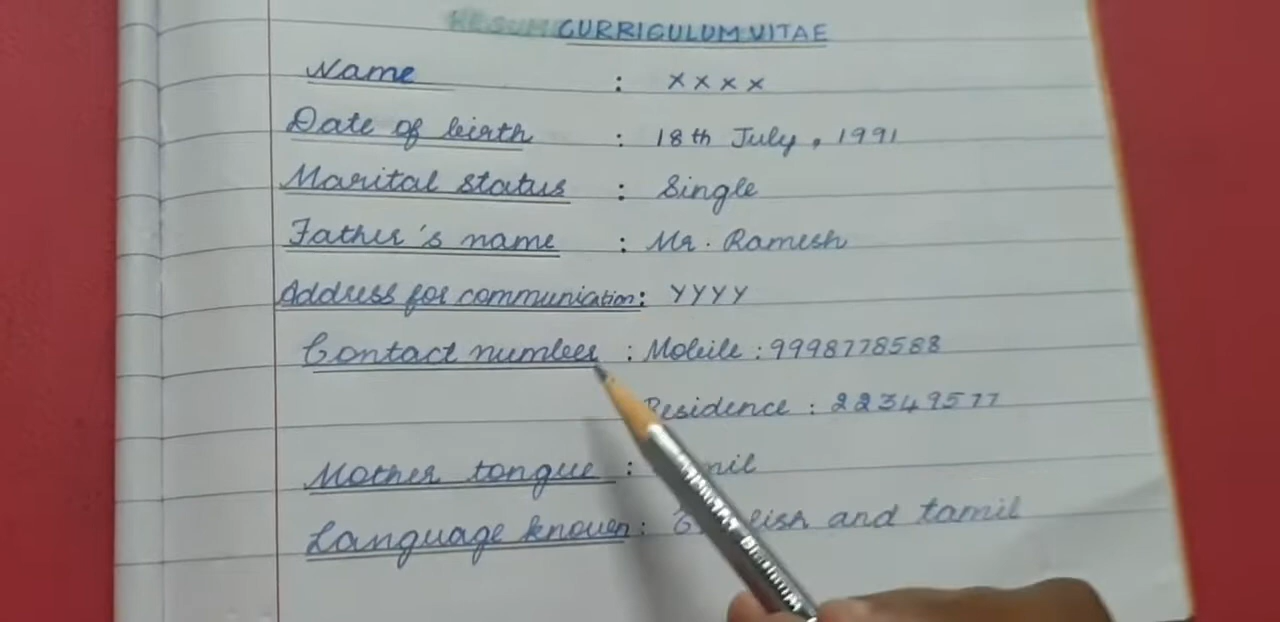 CURRICULUM VITAE
Name : XXXX
Date of birth : 18th July, 1991
Marital status : Single
Father's name : Mr. Ramesh
Address for communiation: YYYY
Contact number : Mobile : 9998778588
Residence : 22349577
Mother tongue :
Language known: and tamil